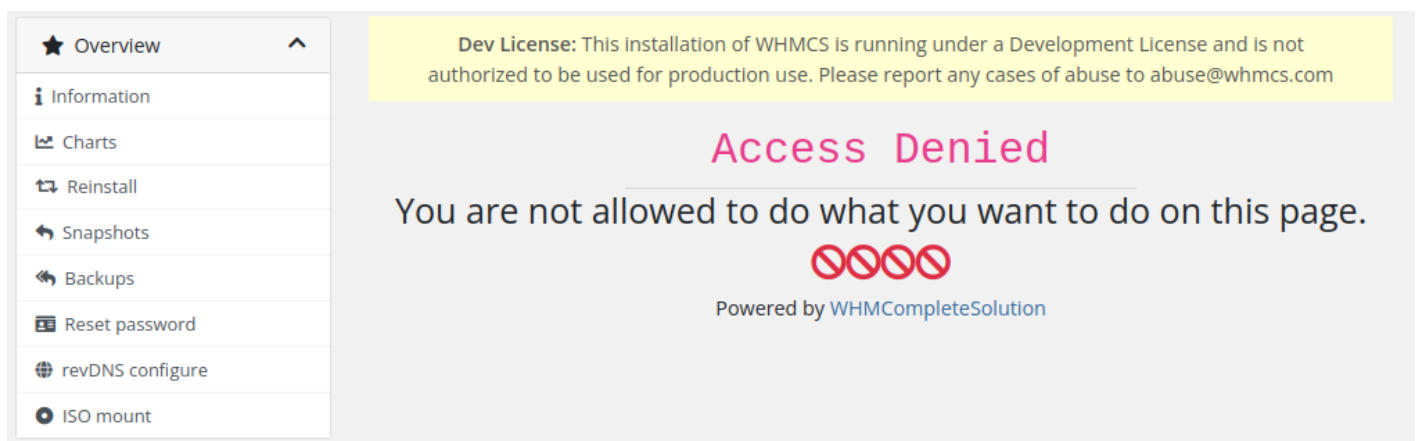 Overview
Information
Charts
Reinstall
Snapshots
Backups
Reset password
revDNS configure
ISO mount
Dev License: This installation of WHMCS is running under a Development License and is not
authorized to be used for production use. Please report any cases of abuse to abuse@whmcs.com
Access Denied
You are not allowed to do what you want to do on this page.
Powered by WHMCompleteSolution